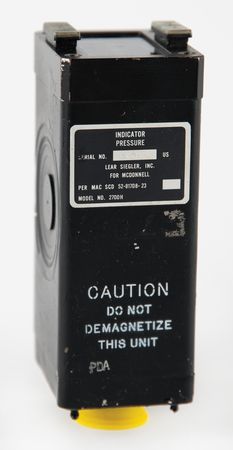 INDICATOR
PRESSURE
SERIAL NO. US
LEAR SIEGLER, INC.
FOR MCDONNELL
PER MAC SCD 52-81708-23
MODEL NO. 2700H
CAUTION
DO NOT
DEMAGNETIZE
THIS UNIT
PDA